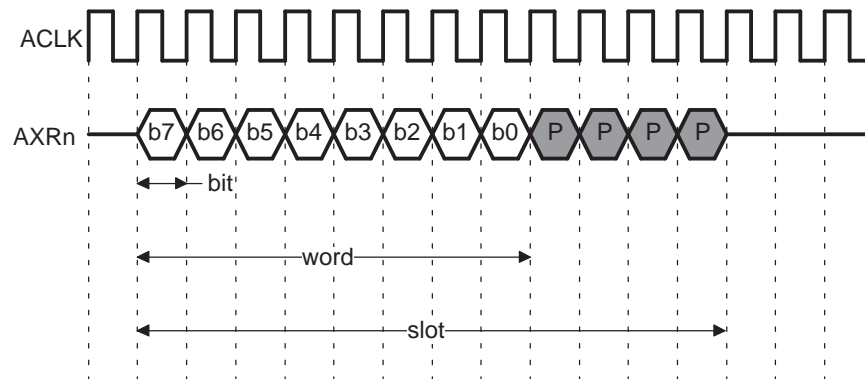 ACLK
AXRn b7 b6 b5 b4 b3 b2 b1 b0 P P P P
bit
word
slot